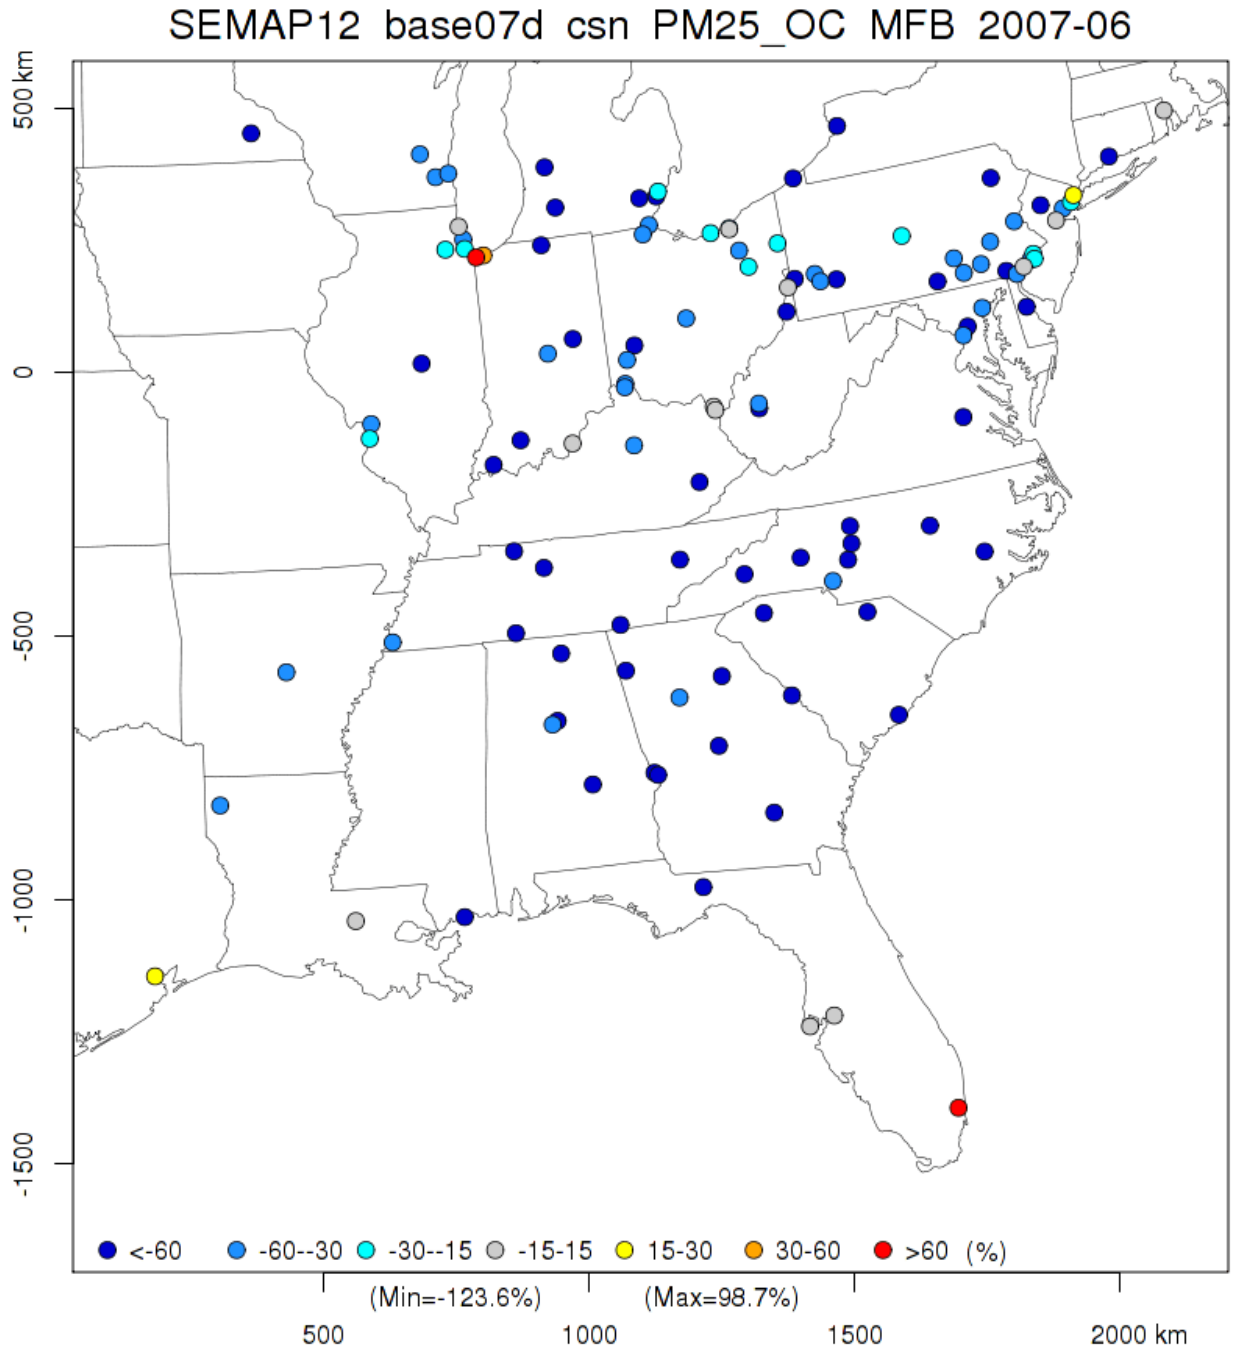 SEMAP12 base07d csn PM25_OC MFB 2007-06
500 km
0
-500
-1000
-1500
<-60 -60--30 -30--15 -15-15 15-30 30-60 >60 (%)
(Min=-123.6%) (Max=98.7%)
500 1000 1500 2000 km